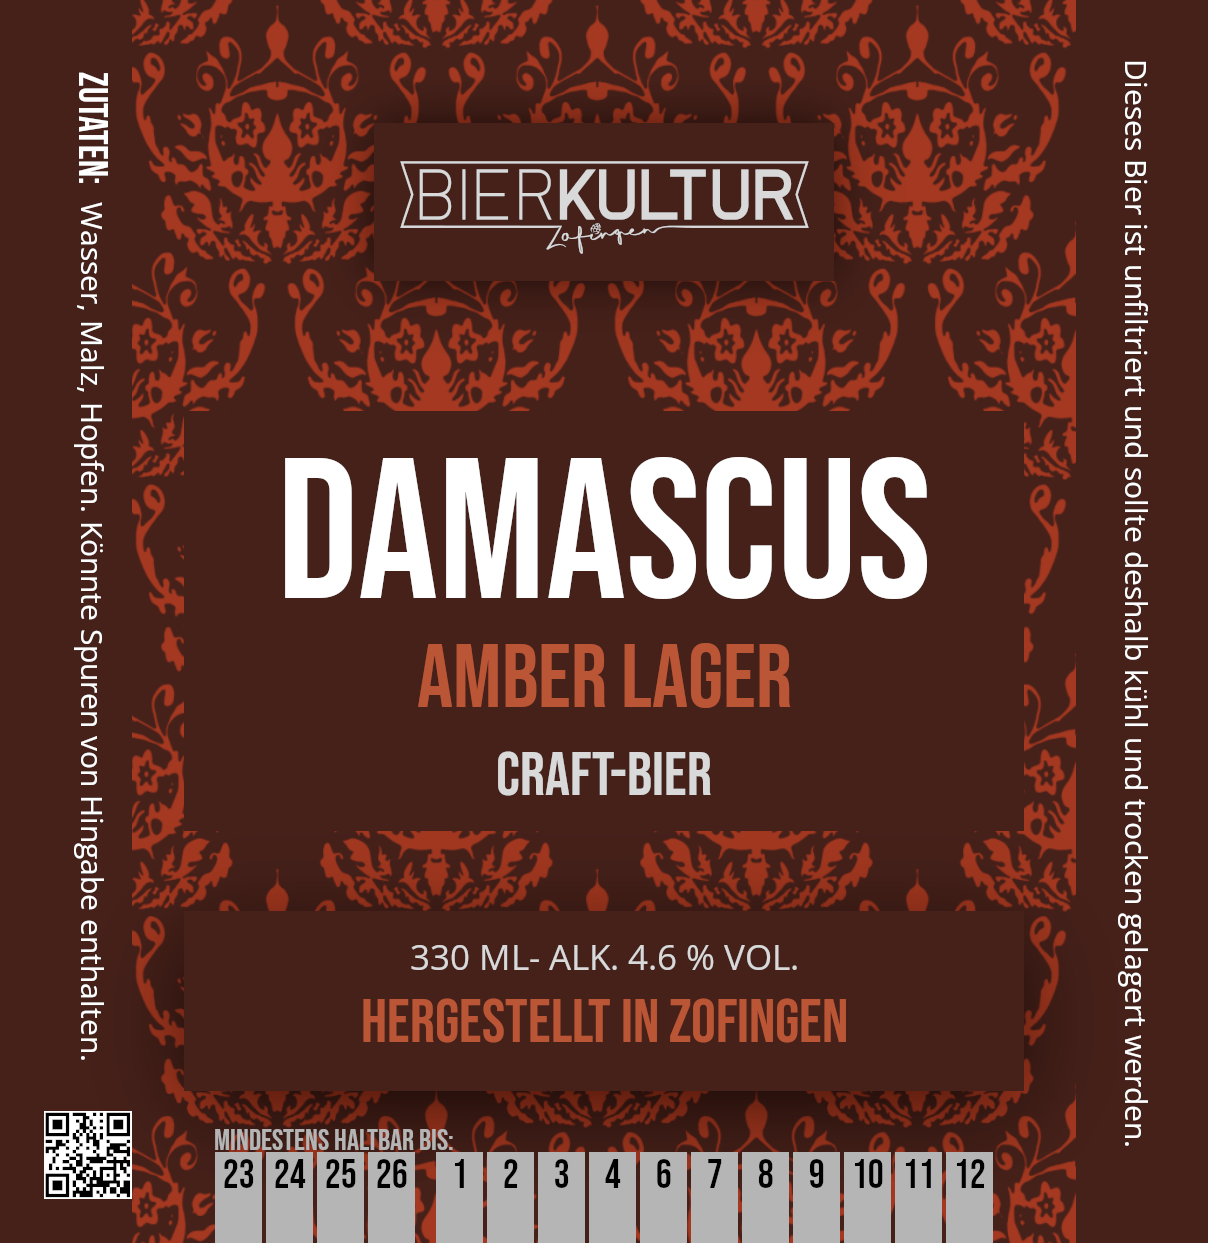 ZUTATEN: Wasser, Malz, Hopfen. Könnte Spuren von Hingabe enthalten.
BIERKULTUR
Zofingen
DAMASCUS
AMBER LAGER
CRAFT-BIER
330 ML- ALK. 4.6 % VOL.
HERGESTELLT IN ZOFINGEN
MINDESTENS HALTBAR BIS:
23 24 25 26 1 2 3 4 6 7 8 9 10 11 12
Dieses Bier ist unfiltriert und sollte deshalb kühl und trocken gelagert werden.